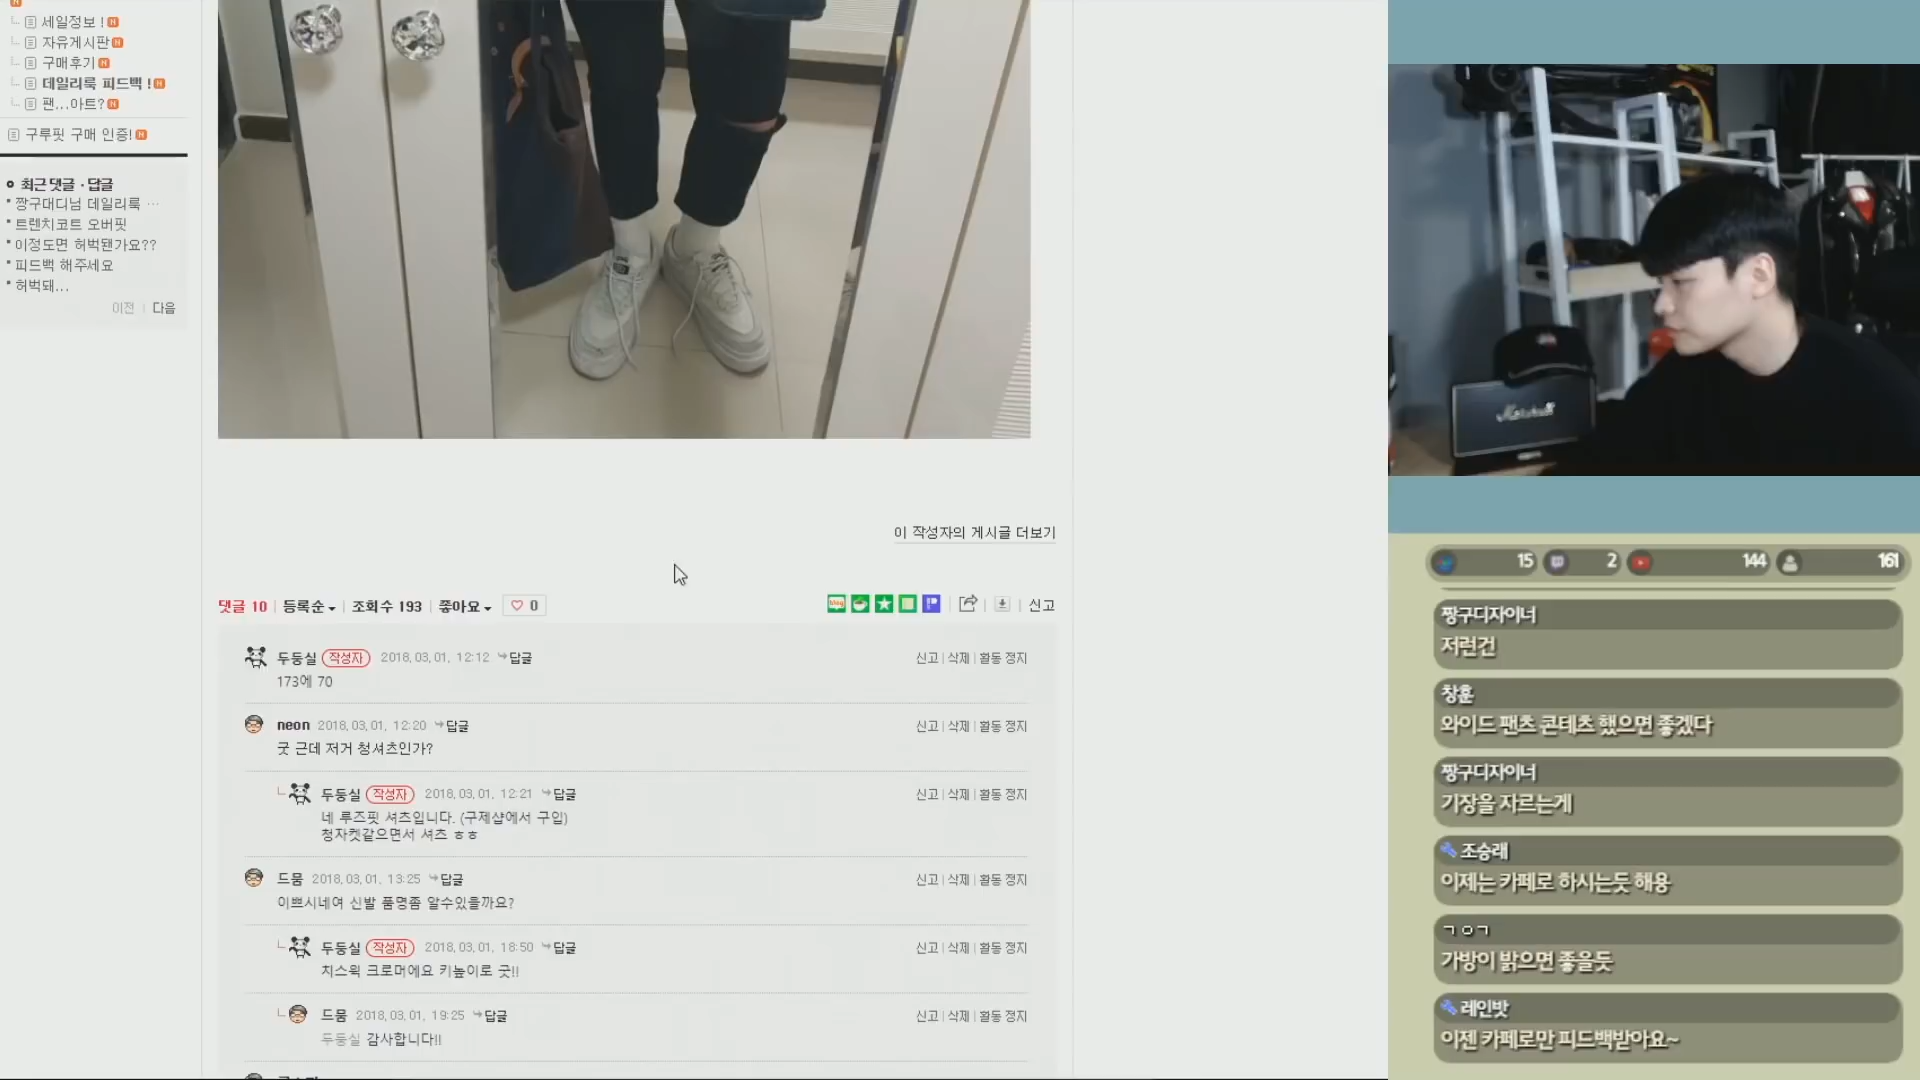 세일정보 !
자유게시판
구매후기
데일리룩 피드백 !
팬...아트?
구루핏 구매 인증!
최근 댓글 · 답글
짱구대디님 데일리룩 ...
트렌치코트 오버핏
이정도면 허벅됀가요??
피드백 해주세요
허벅돼...
이전 | 다음
이 작성자의 게시글 더보기
댓글 10 | 등록순 | 조회수 193 | 좋아요 0
신고
두둥실 작성자 2018.03.01. 12:12 답글
신고 | 삭제 | 활동 정지
173에 70
neon 2018.03.01. 12:20 답글
신고 | 삭제 | 활동 정지
굿 근데 저거 청셔츠인가?
두둥실 작성자 2018.03.01. 12:21 답글
신고 | 삭제 | 활동 정지
네 루즈핏 셔츠입니다. (구제샵에서 구입)
청자켓같으면서 셔츠 ㅎㅎ
드뭄 2018.03.01. 13:25 답글
신고 | 삭제 | 활동 정지
이쁘시네여 신발 품명좀 알수있을까요?
두둥실 작성자 2018.03.01. 18:50 답글
신고 | 삭제 | 활동 정지
치스윅 크로머에요 키높이로 굿!!
드뭄 2018.03.01. 19:25 답글
신고 | 삭제 | 활동 정지
두둥실 감사합니다!!
Marshall
15 2 144 161
짱구디자이너
저런건
창훈
와이드 팬츠 콘테츠 했으면 좋겠다
짱구디자이너
기장을 자르는게
조승래
이제는 카페로 하시는듯 해용
ㄱㅇㄱ
가방이 밝으면 좋을듯
레인밧
이젠 카페로만 피드백받아요~